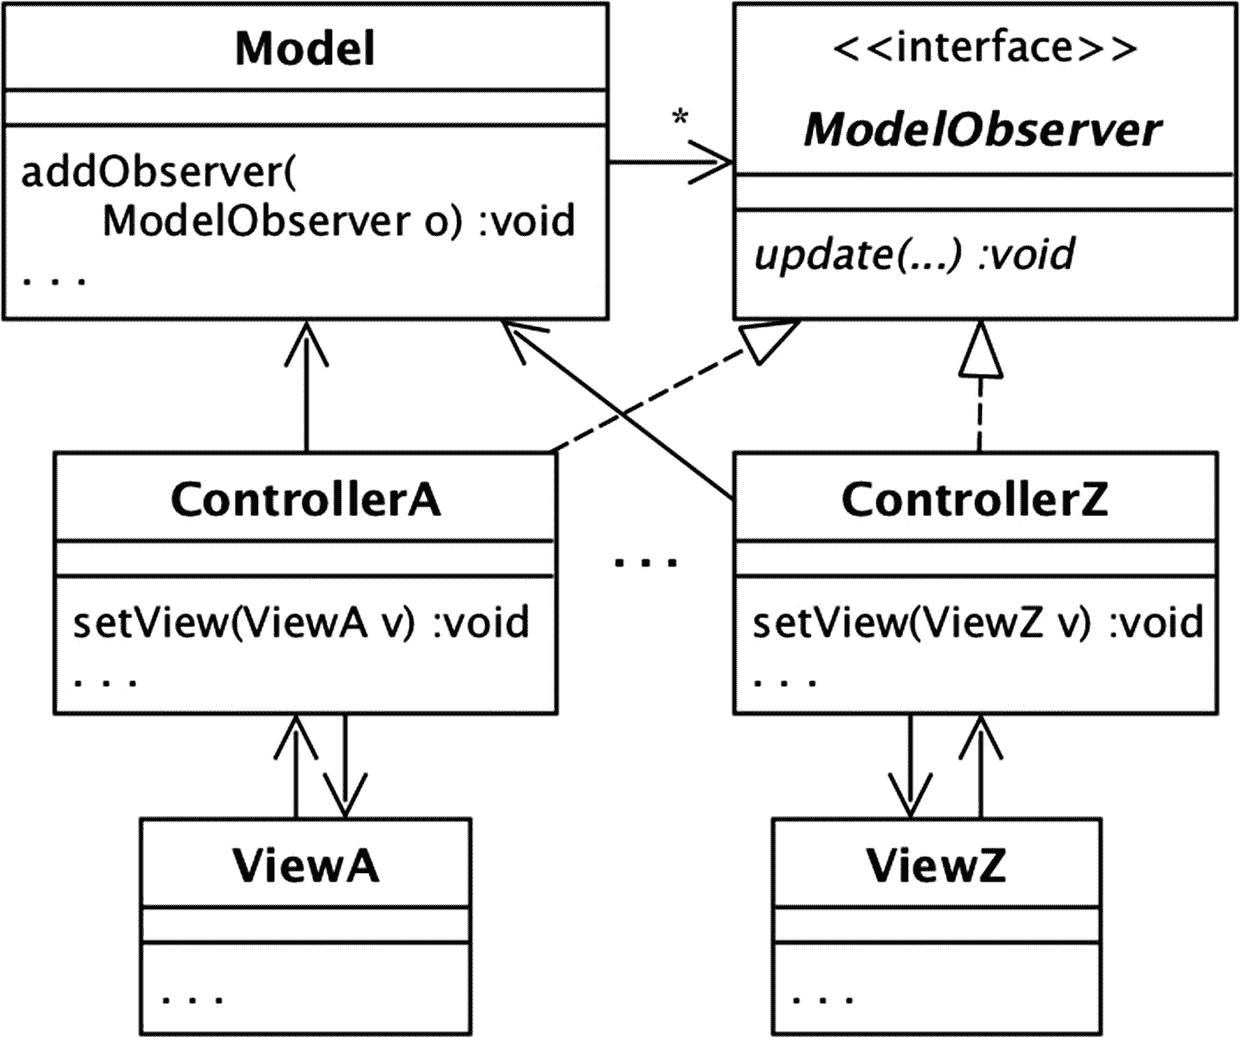 Model
addObserver(
ModelObserver o) :void
. . .
*
<<interface>>
ModelObserver
update(...) :void
ControllerA
setView(ViewA v) :void
. . .
. . .
ControllerZ
setView(ViewZ v) :void
. . .
ViewA
. . .
ViewZ
. . .